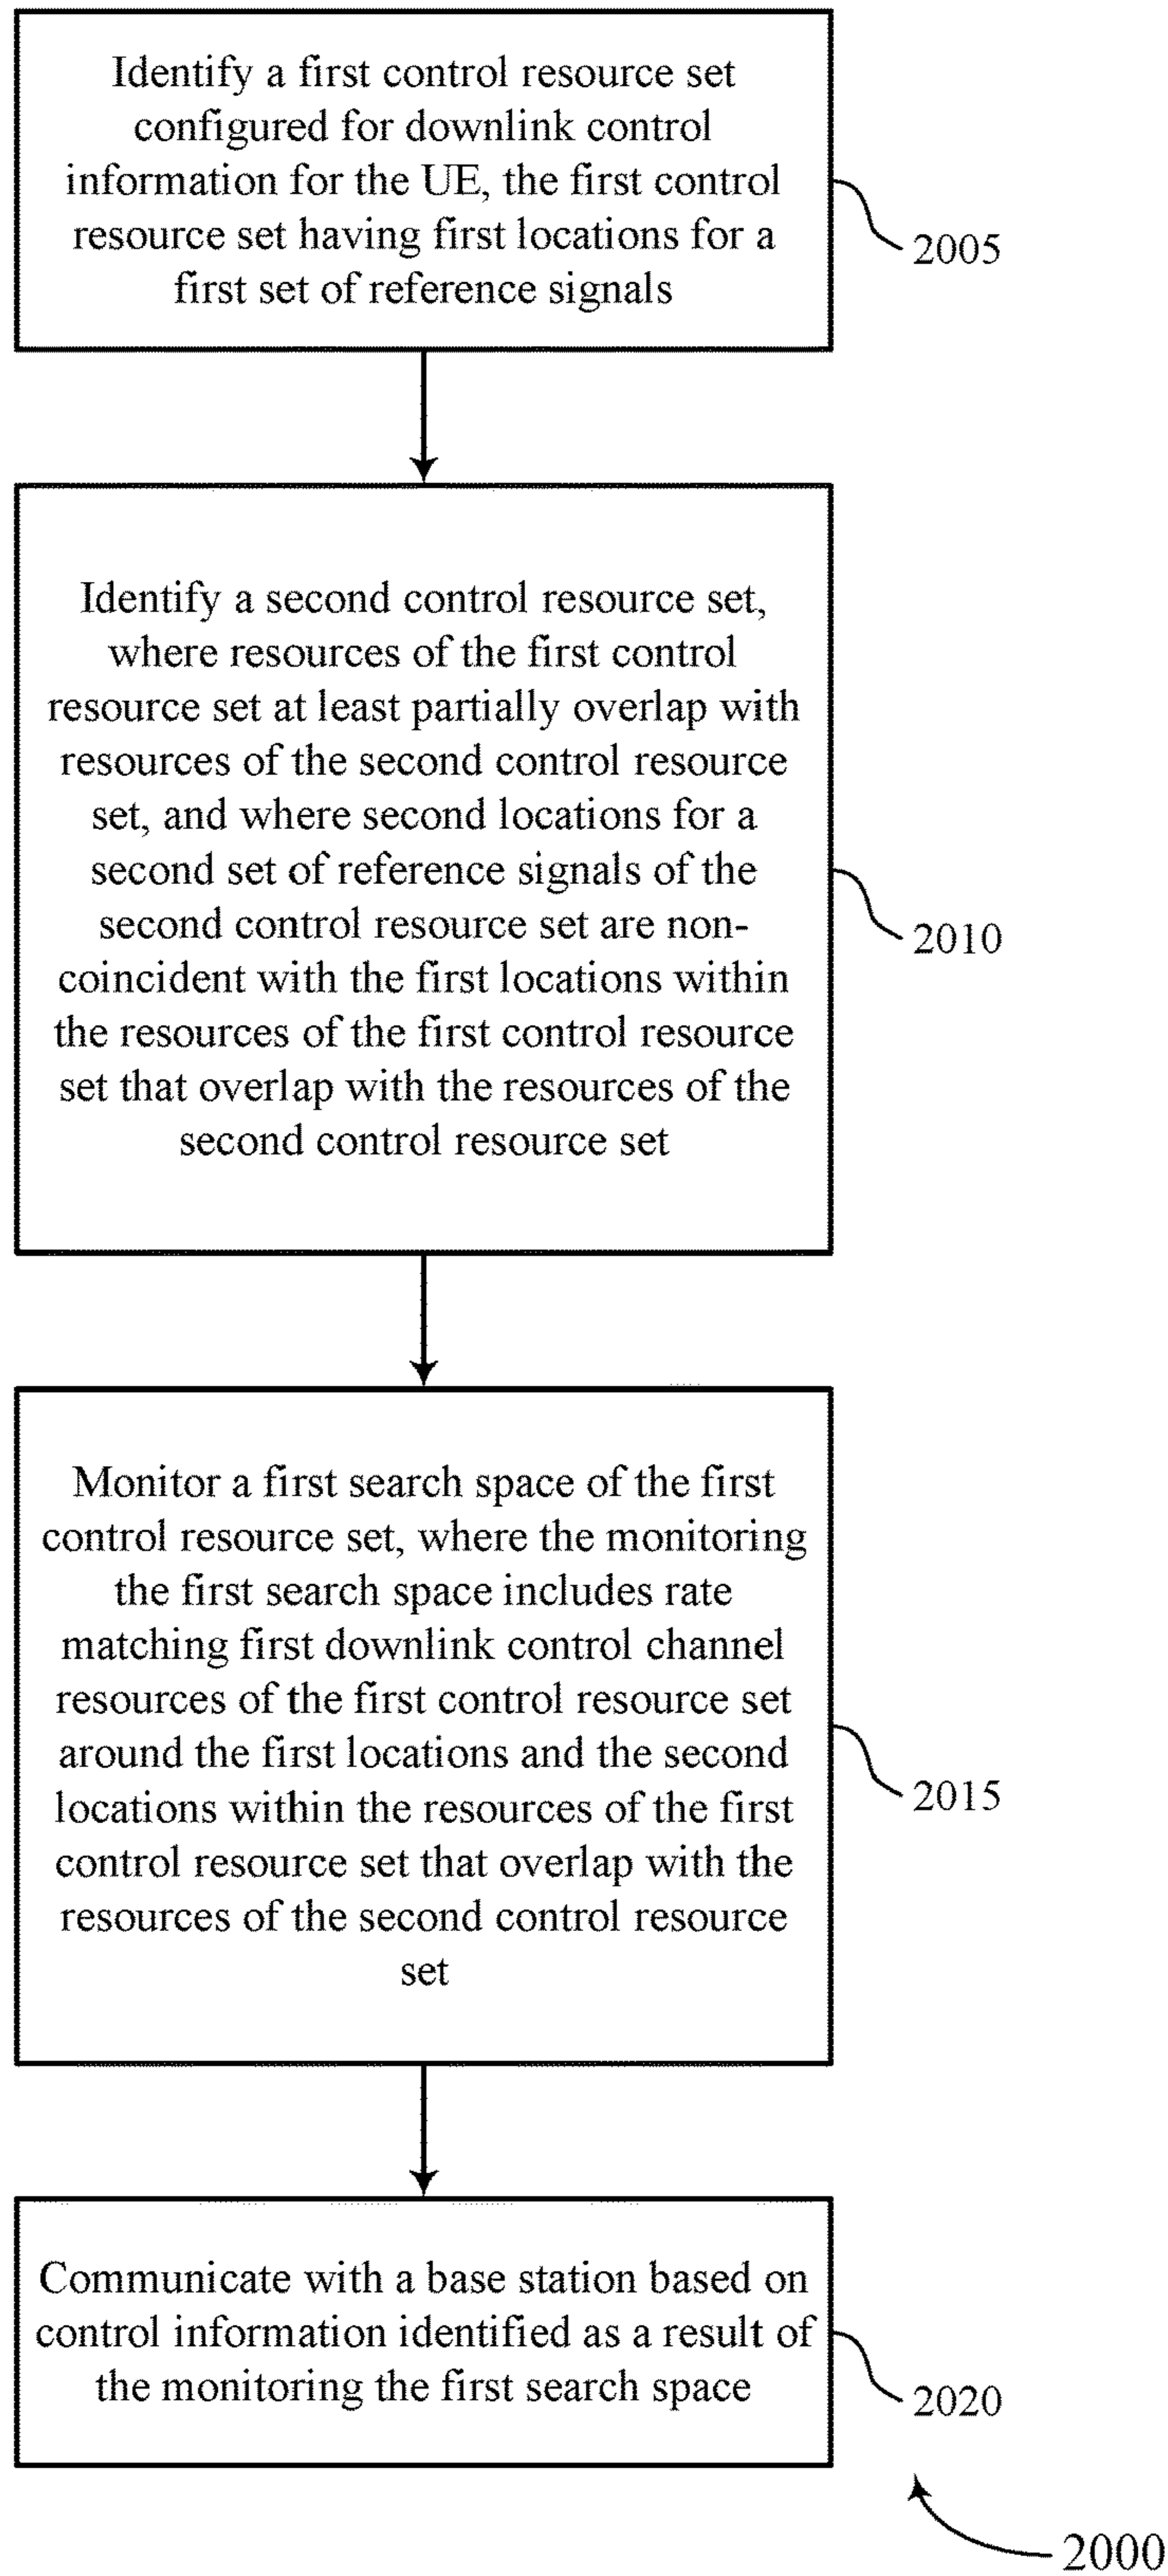 Identify a first control resource set
configured for downlink control
information for the UE, the first control
resource set having first locations for a
first set of reference signals
2005
Identify a second control resource set,
where resources of the first control
resource set at least partially overlap with
resources of the second control resource
set, and where second locations for a
second set of reference signals of the
second control resource set are non-
coincident with the first locations within
the resources of the first control resource
set that overlap with the resources of the
second control resource set
2010
Monitor a first search space of the first
control resource set, where the monitoring
the first search space includes rate
matching first downlink control channel
resources of the first control resource set
around the first locations and the second
locations within the resources of the first
control resource set that overlap with the
resources of the second control resource
set
2015
Communicate with a base station based on
control information identified as a result of
the monitoring the first search space
2020
2000